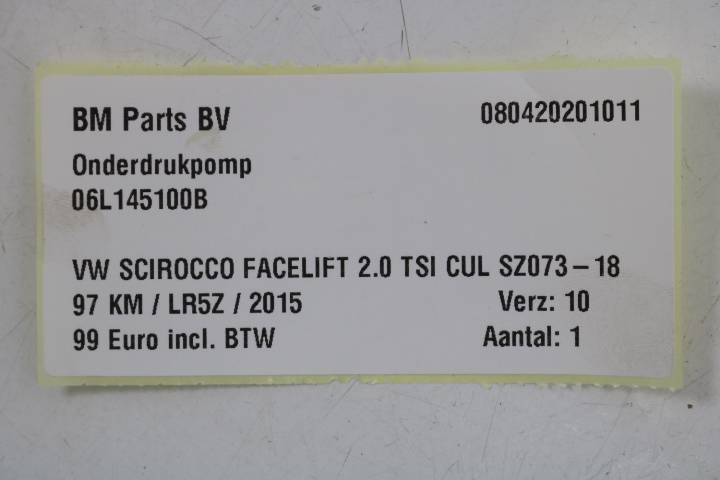 BM Parts BV 080420201011
Onderdrukpomp
06L145100B
VW SCIROCCO FACELIFT 2.0 TSI CUL SZ073-18
97 KM / LR5Z / 2015 Verz: 10
99 Euro incl. BTW Aantal: 1